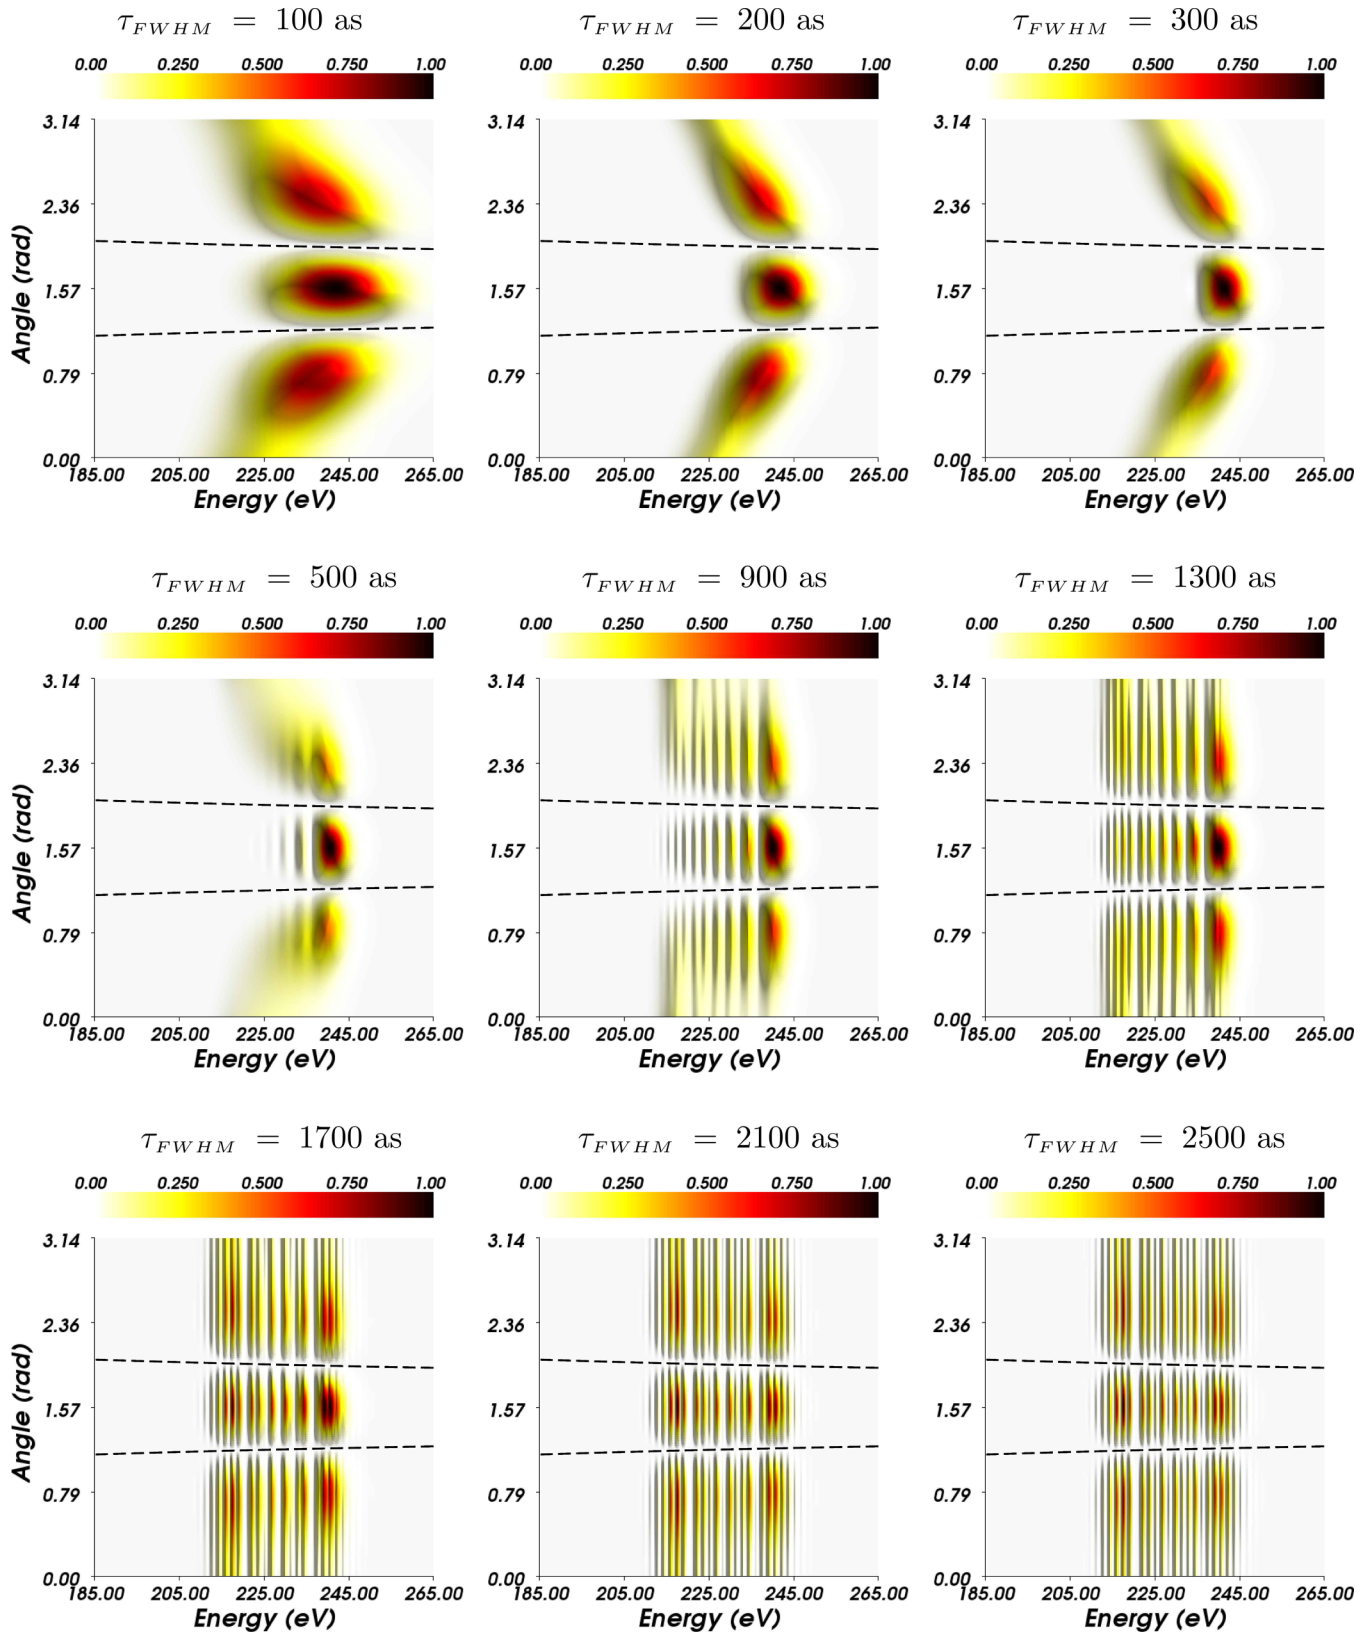 τFWHM = 100 as τFWHM = 200 as τFWHM = 300 as
0.00 0.250 0.500 0.750 1.00 0.00 0.250 0.500 0.750 1.00 0.00 0.250 0.500 0.750 1.00
3.14 3.14 3.14
2.36 2.36 2.36
Angle (rad)
1.57 1.57 1.57
0.79 0.79 0.79
0.00 0.00 0.00
185.00 205.00 225.00 245.00 265.00 185.00 205.00 225.00 245.00 265.00 185.00 205.00 225.00 245.00 265.00
Energy (eV) Energy (eV) Energy (eV)
τFWHM = 500 as τFWHM = 900 as τFWHM = 1300 as
0.00 0.250 0.500 0.750 1.00 0.00 0.250 0.500 0.750 1.00 0.00 0.250 0.500 0.750 1.00
3.14 3.14 3.14
2.36 2.36 2.36
Angle (rad)
1.57 1.57 1.57
0.79 0.79 0.79
0.00 0.00 0.00
185.00 205.00 225.00 245.00 265.00 185.00 205.00 225.00 245.00 265.00 185.00 205.00 225.00 245.00 265.00
Energy (eV) Energy (eV) Energy (eV)
τFWHM = 1700 as τFWHM = 2100 as τFWHM = 2500 as
0.00 0.250 0.500 0.750 1.00 0.00 0.250 0.500 0.750 1.00 0.00 0.250 0.500 0.750 1.00
3.14 3.14 3.14
2.36 2.36 2.36
Angle (rad)
1.57 1.57 1.57
0.79 0.79 0.79
0.00 0.00 0.00
185.00 205.00 225.00 245.00 265.00 185.00 205.00 225.00 245.00 265.00 185.00 205.00 225.00 245.00 265.00
Energy (eV) Energy (eV) Energy (eV)